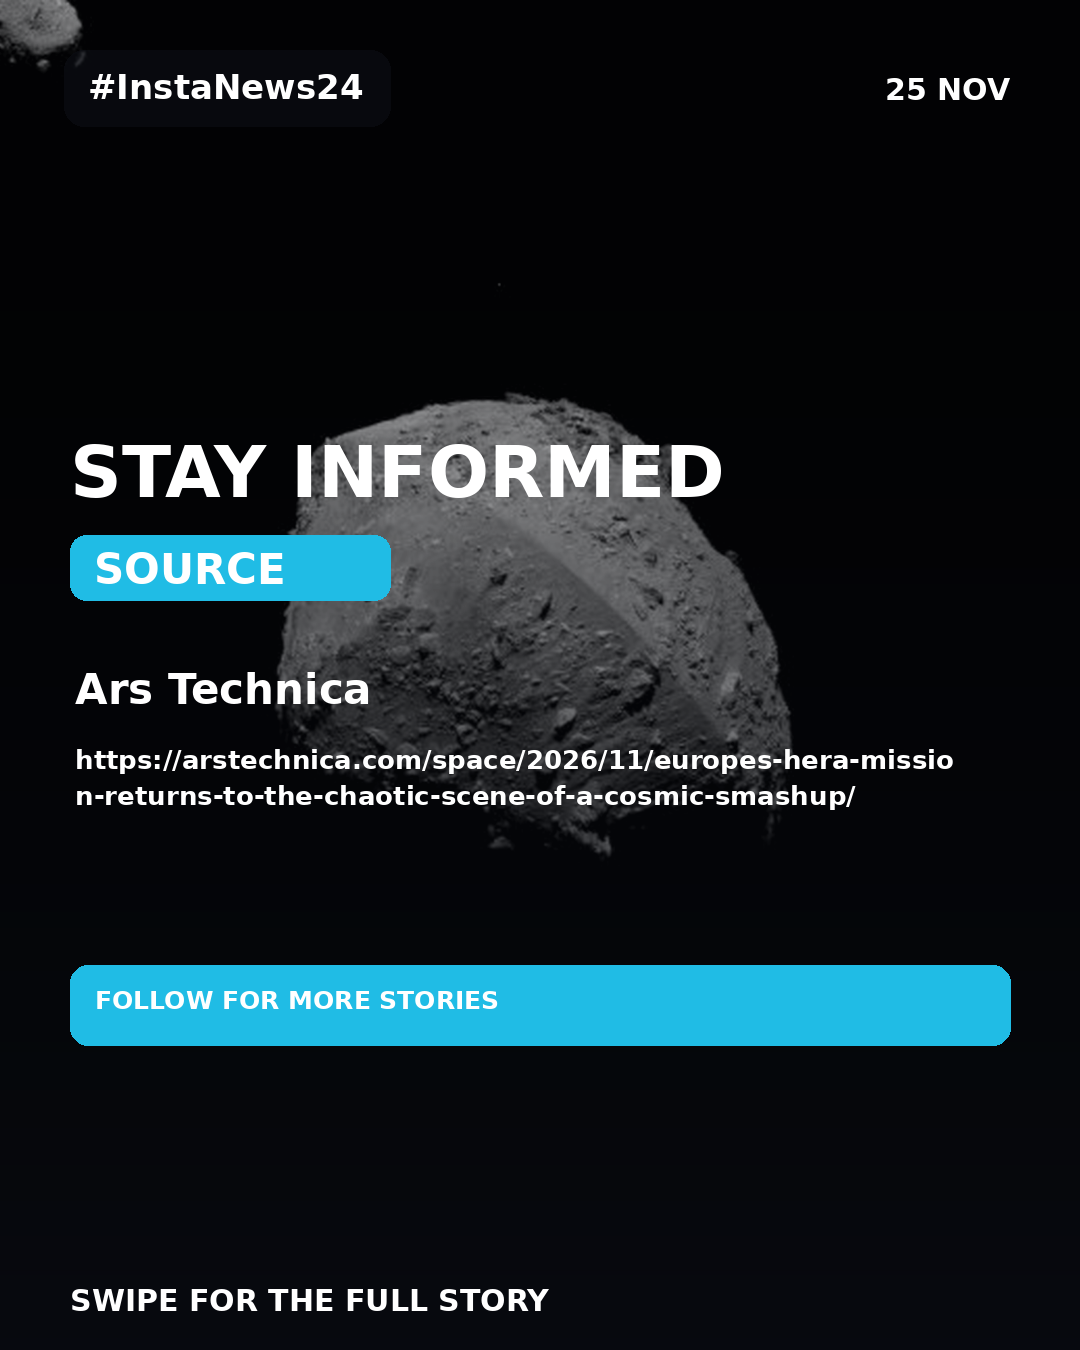 #InstaNews24
25 NOV
STAY INFORMED
SOURCE
Ars Technica
https://arstechnica.com/space/2026/11/europes-hera-missio
n-returns-to-the-chaotic-scene-of-a-cosmic-smashup/
FOLLOW FOR MORE STORIES
SWIPE FOR THE FULL STORY